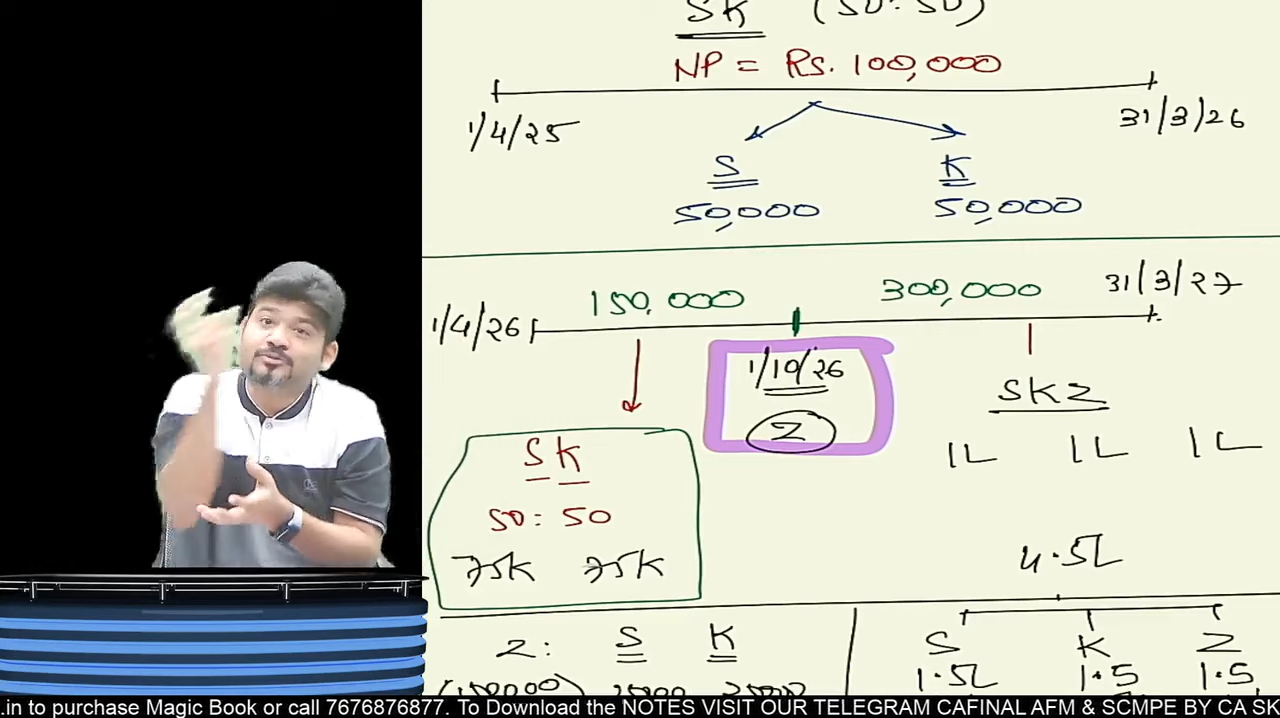 SK (50:50)
NP = Rs. 100,000
1/4/25 31/3/26
S K
50,000 50,000
150,000 300,000 31/3/27
1/4/26
1/10/26
Z
SKZ
1L 1L 1L
SK
50:50
75K 75K
4.5L
Z: S K
S K Z
1.5L 1.5 1.5
(150000) 75000 75000
.in to purchase Magic Book or call 7676876877. To Download the NOTES VISIT OUR TELEGRAM CAFINAL AFM & SCMPE BY CA SK